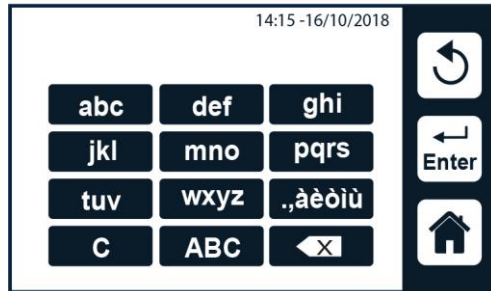 14:15 -16/10/2018
abc def ghi
jkl mno pqrs
tuv wxyz .,àèòìù
C ABC X
Enter